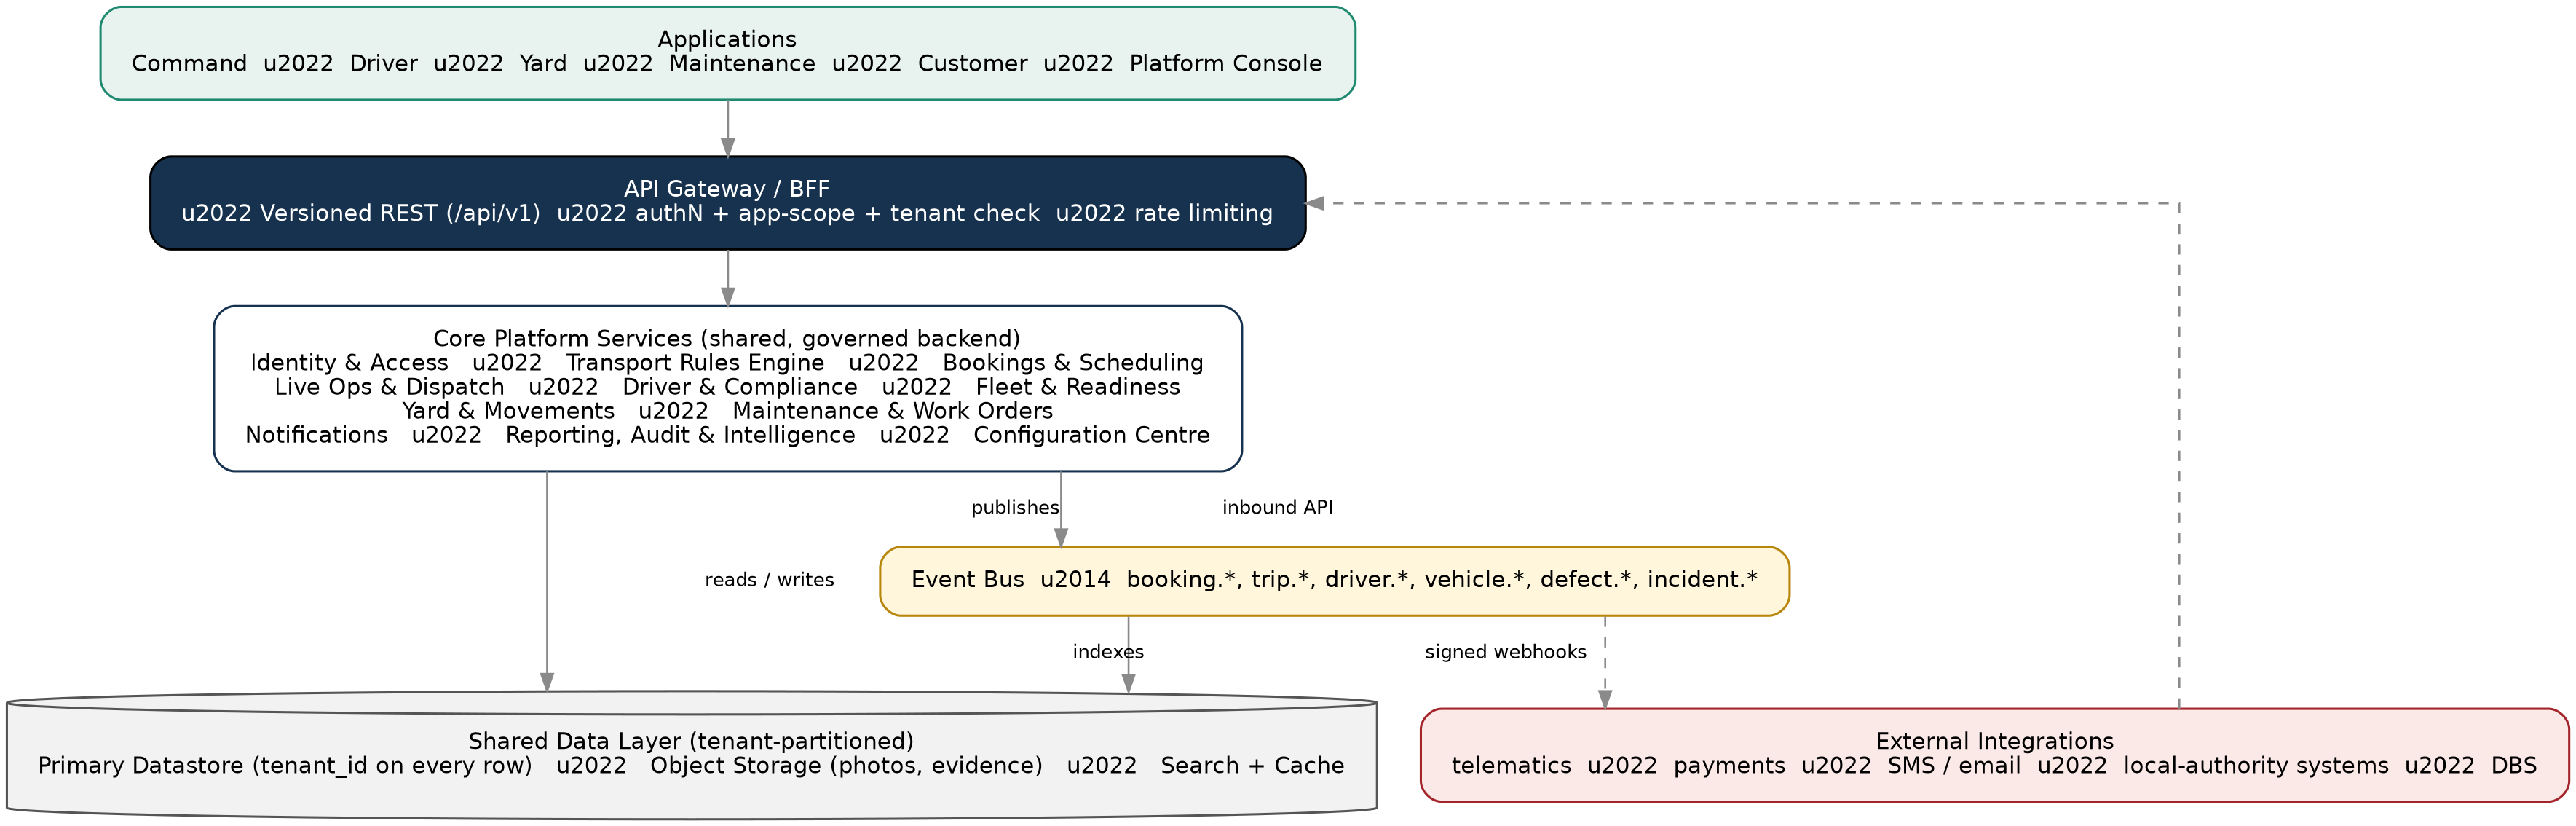 Applications
Command  u2022  Driver  u2022  Yard  u2022  Maintenance  u2022  Customer  u2022  Platform Console
API Gateway / BFF
u2022 Versioned REST (/api/v1)  u2022 authN + app-scope + tenant check  u2022 rate limiting
Core Platform Services (shared, governed backend)
Identity & Access   u2022   Transport Rules Engine   u2022   Bookings & Scheduling
Live Ops & Dispatch   u2022   Driver & Compliance   u2022   Fleet & Readiness
Yard & Movements   u2022   Maintenance & Work Orders
Notifications   u2022   Reporting, Audit & Intelligence   u2022   Configuration Centre
publishes
inbound API
reads / writes
Event Bus  u2014  booking.*, trip.*, driver.*, vehicle.*, defect.*, incident.*
indexes
signed webhooks
Shared Data Layer (tenant-partitioned)
Primary Datastore (tenant_id on every row)   u2022   Object Storage (photos, evidence)   u2022   Search + Cache
External Integrations
telematics  u2022  payments  u2022  SMS / email  u2022  local-authority systems  u2022  DBS